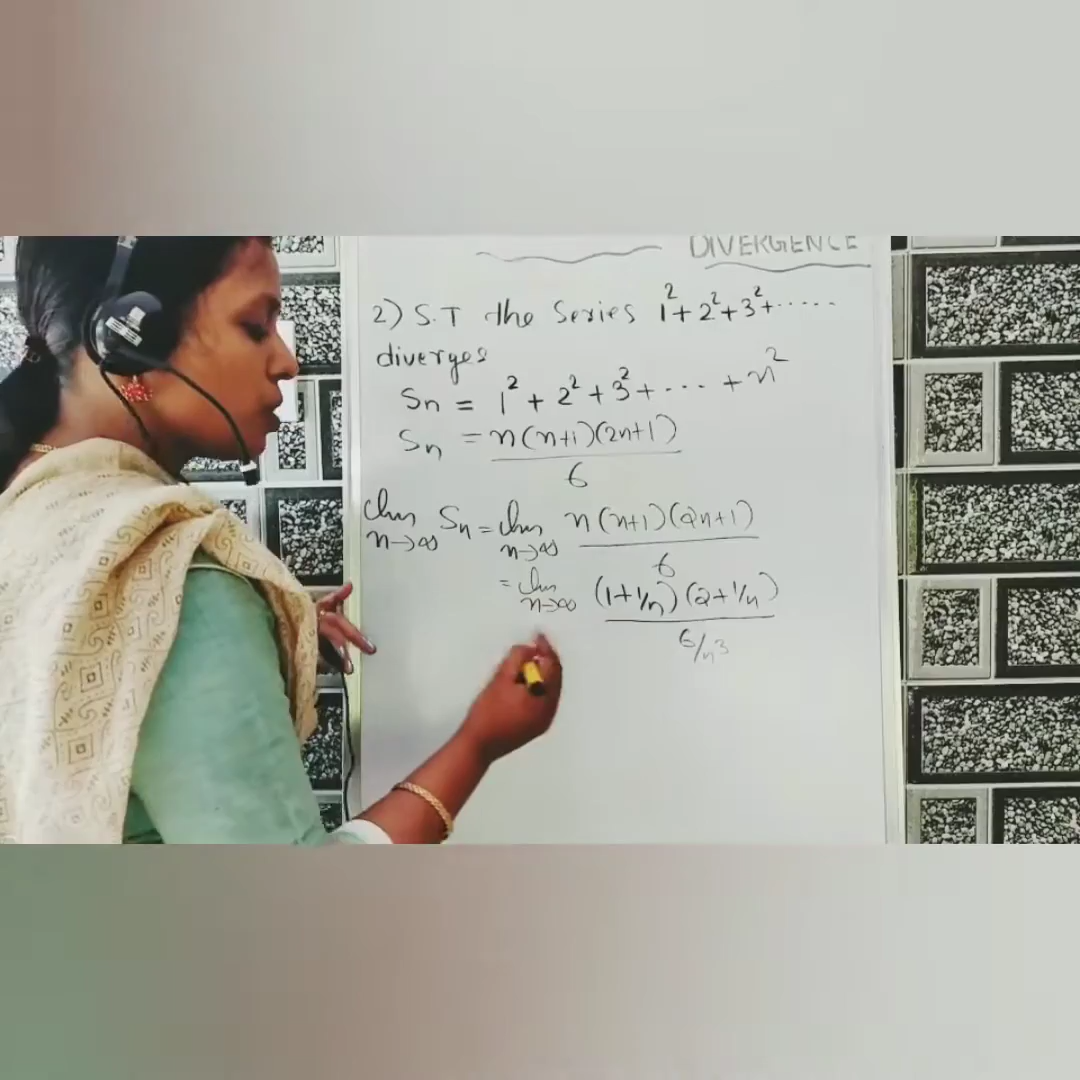 DIVERGENCE
2) S.T the Series 1²+2²+3²+......
diverges
Sn = 1²+2²+3²+... +n²
Sn = n(n+1)(2n+1)/6
lim n→∞ Sn = lim n→∞ n(n+1)(2n+1)/6
= lim n→∞ (1+1/n)(2+1/n)/6/n³